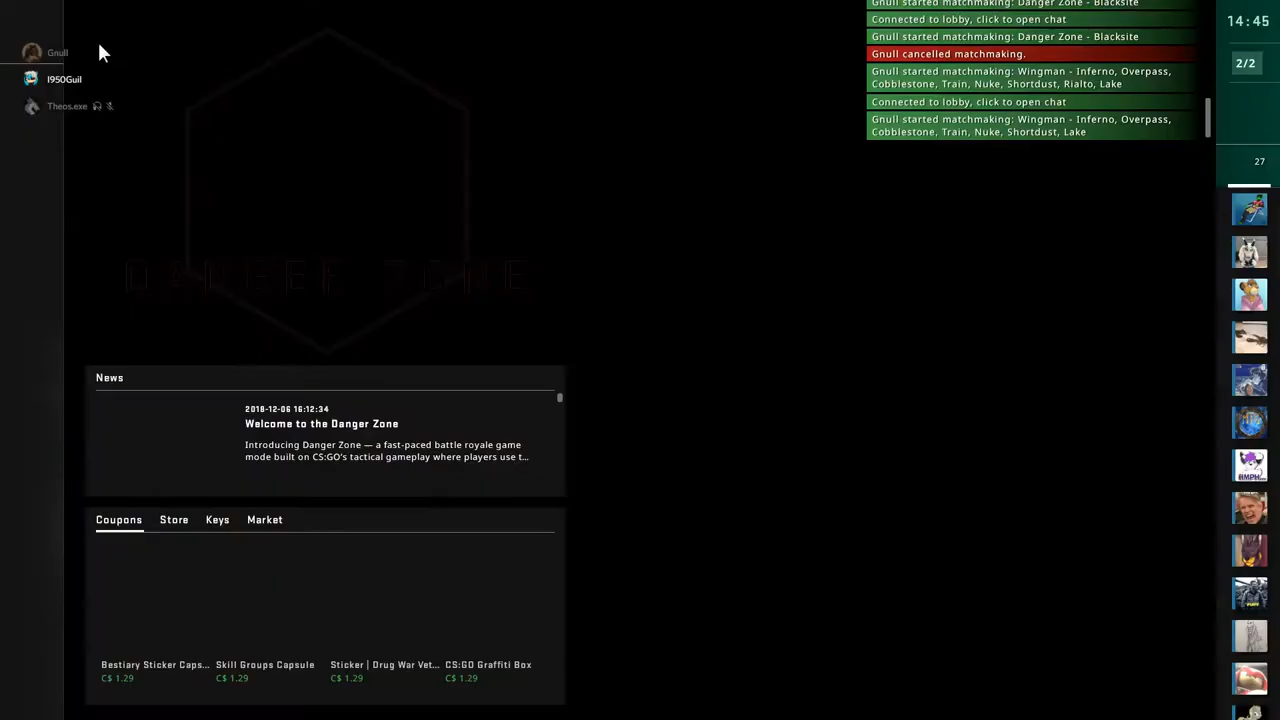 Gnull started matchmaking: Danger Zone - Blacksite
Connected to lobby, click to open chat
Gnull started matchmaking: Danger Zone - Blacksite
Gnull cancelled matchmaking.
Gnull started matchmaking: Wingman - Inferno, Overpass,
Cobblestone, Train, Nuke, Shortdust, Rialto, Lake
Connected to lobby, click to open chat
Gnull started matchmaking: Wingman - Inferno, Overpass,
Cobblestone, Train, Nuke, Shortdust, Lake
14:45
2/2
27
Gnull
I950Guil
Theos.exe
DANGER ZONE
News
2018-12-06 16:12:34
Welcome to the Danger Zone
Introducing Danger Zone — a fast-paced battle royale game
mode built on CS:GO's tactical gameplay where players use t...
Coupons Store Keys Market
Bestiary Sticker Caps... Skill Groups Capsule Sticker | Drug War Vet... CS:GO Graffiti Box
C$ 1.29 C$ 1.29 C$ 1.29 C$ 1.29